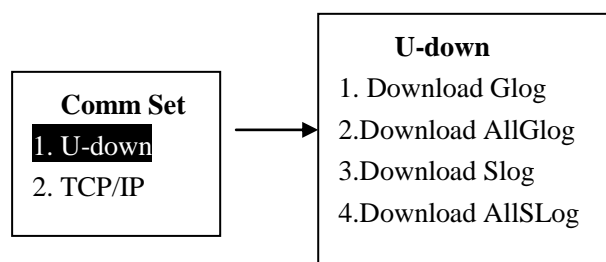 Comm Set
1. U-down
2. TCP/IP
U-down
1. Download Glog
2.Download AllGlog
3.Download Slog
4.Download AllSLog